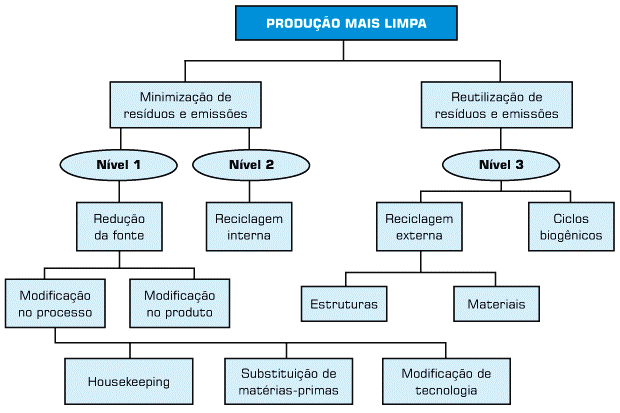 PRODUÇÃO MAIS LIMPA
Minimização de
resíduos e emissões
Reutilização de
resíduos e emissões
Nível 1
Nível 2
Nível 3
Redução
da fonte
Reciclagem
interna
Reciclagem
externa
Ciclos
biogênicos
Modificação
no processo
Modificação
no produto
Estruturas
Materiais
Housekeeping
Substituição de
matérias-primas
Modificação de
tecnologia